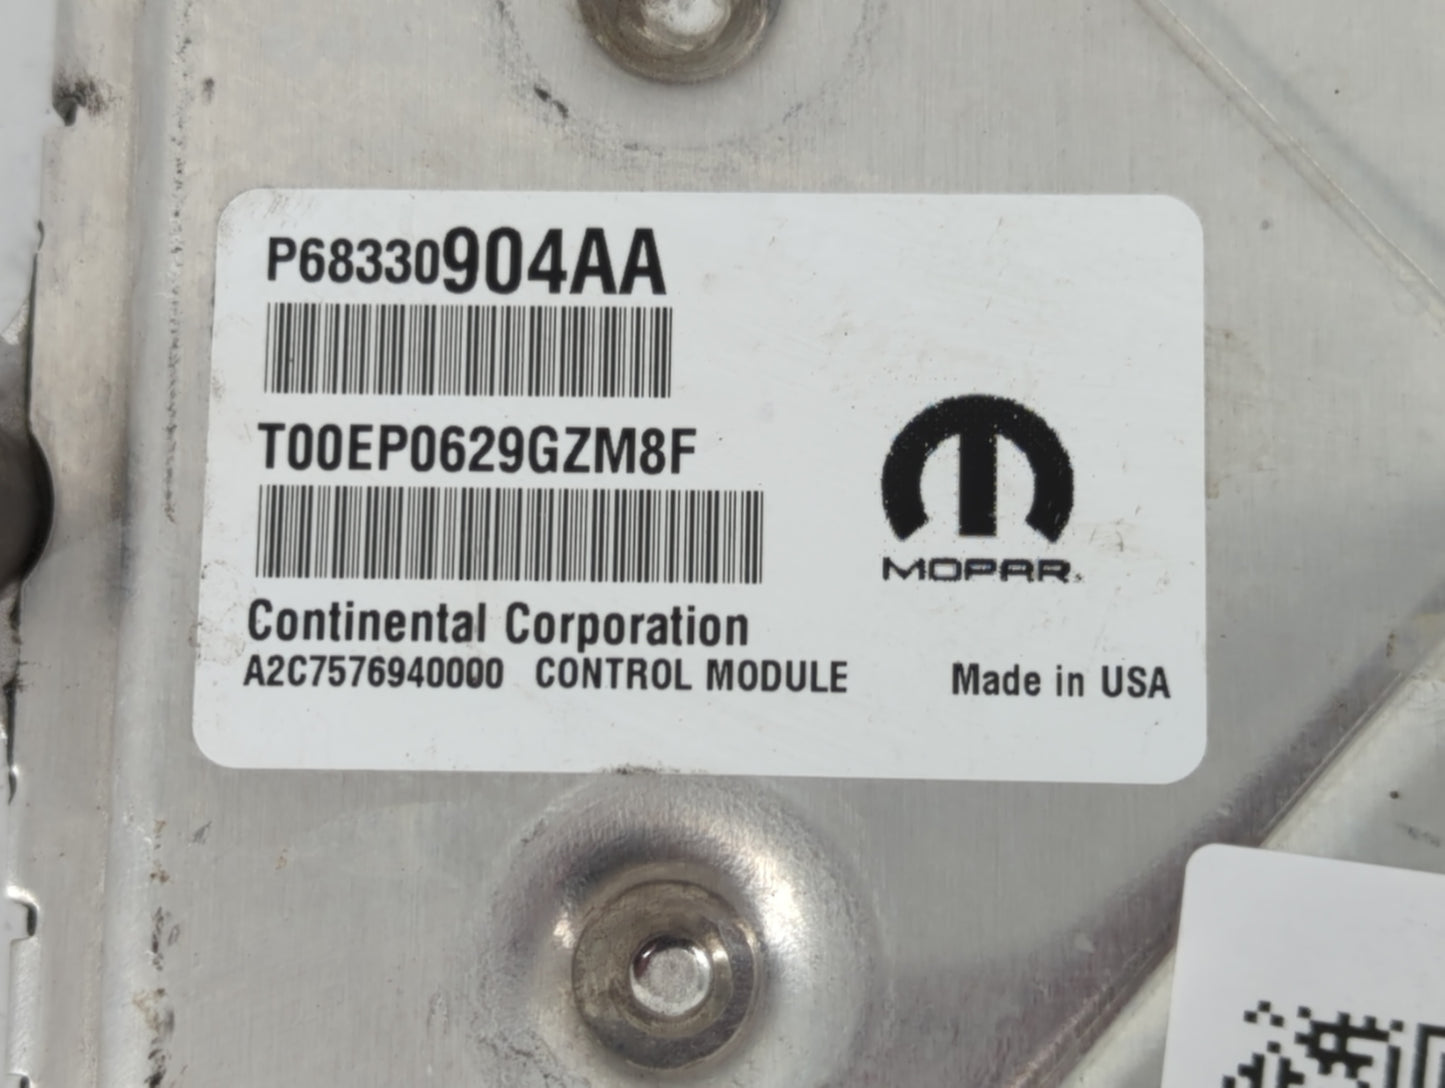 P68330904AA
T00EP0629GZM8F
MOPAR.
Continental Corporation
A2C7576940000 CONTROL MODULE Made in USA